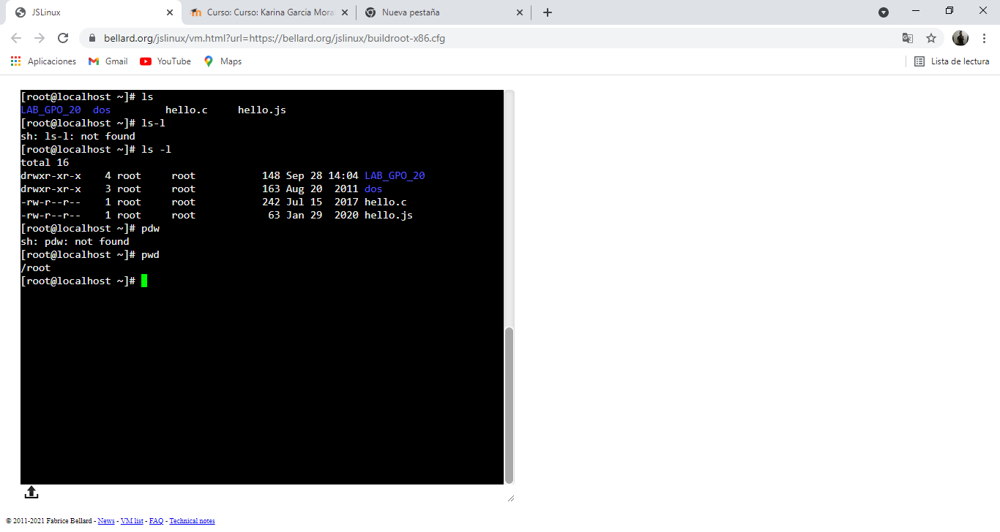 JSLinux
Curso: Curso: Karina Garcia Mora
Nueva pestaña
bellard.org/jslinux/vm.html?url=https://bellard.org/jslinux/buildroot-x86.cfg
Aplicaciones Gmail YouTube Maps Lista de lectura
[root@localhost ~]# ls
LAB_GPO_20  dos         hello.c     hello.js
[root@localhost ~]# ls-l
sh: ls-l: not found
[root@localhost ~]# ls -l
total 16
drwxr-xr-x    4 root     root           148 Sep 28 14:04 LAB_GPO_20
drwxr-xr-x    3 root     root           163 Aug 20  2011 dos
-rw-r--r--    1 root     root           242 Jul 15  2017 hello.c
-rw-r--r--    1 root     root            63 Jan 29  2020 hello.js
[root@localhost ~]# pdw
sh: pdw: not found
[root@localhost ~]# pwd
/root
[root@localhost ~]#
© 2011-2021 Fabrice Bellard - News - VM list - FAQ - Technical notes